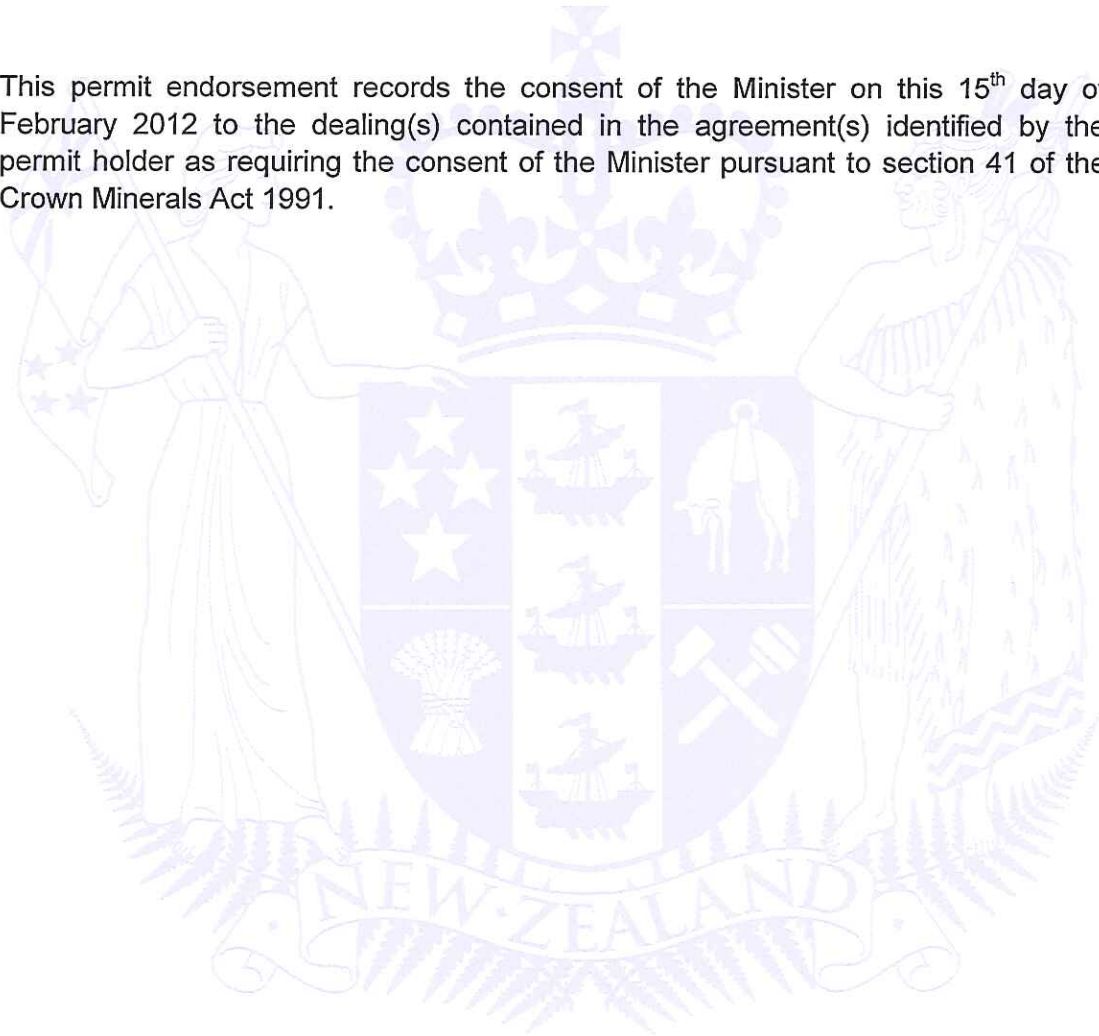 This permit endorsement records the consent of the Minister on this 15th day of
February 2012 to the dealing(s) contained in the agreement(s) identified by the
permit holder as requiring the consent of the Minister pursuant to section 41 of the
Crown Minerals Act 1991.
NEW·ZEALAND